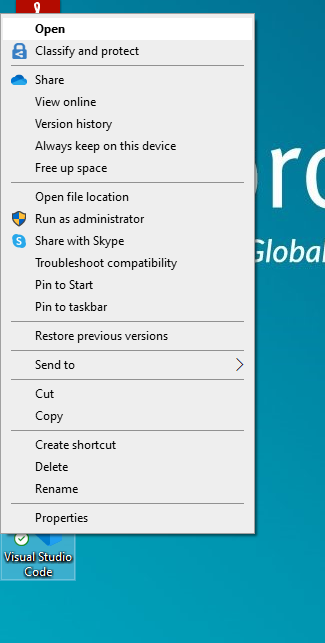 Open
Classify and protect
Share
View online
Version history
Always keep on this device
Free up space
Open file location
Run as administrator
Share with Skype
Troubleshoot compatibility
Pin to Start
Pin to taskbar
Restore previous versions
Send to
Cut
Copy
Create shortcut
Delete
Rename
Properties
Visual Studio
Code
Global